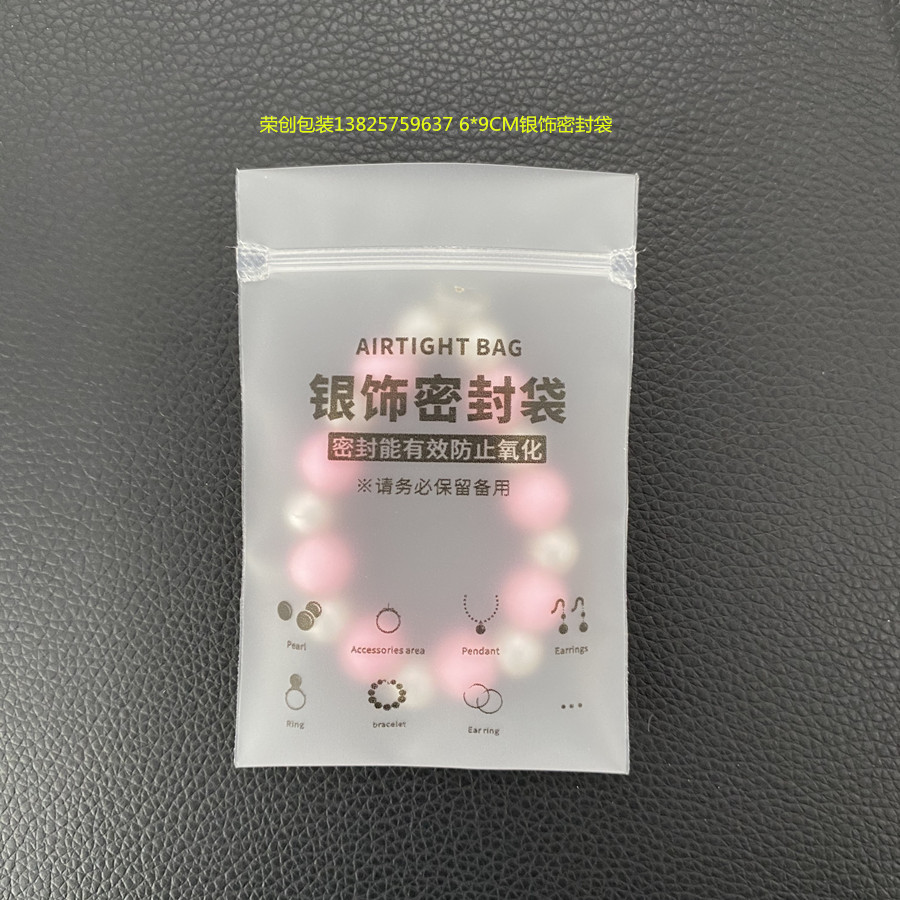 荣创包装13825759637 6*9CM银饰密封袋
AIRTIGHT BAG
银饰密封袋
密封能有效防止氧化
※请务必保留备用
Pearl Accessories area Pendant Earrings
Ring bracelet Ear ring